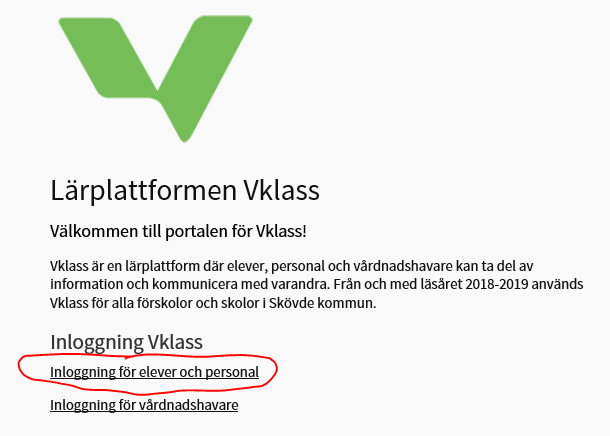 Lärplattformen Vklass
Välkommen till portalen för Vklass!
Vklass är en lärplattform där elever, personal och vårdnadshavare kan ta del av
information och kommunicera med varandra. Från och med läsåret 2018-2019 används
Vklass för alla förskolor och skolor i Skövde kommun.
Inloggning Vklass
Inloggning för elever och personal
Inloggning för vårdnadshavare